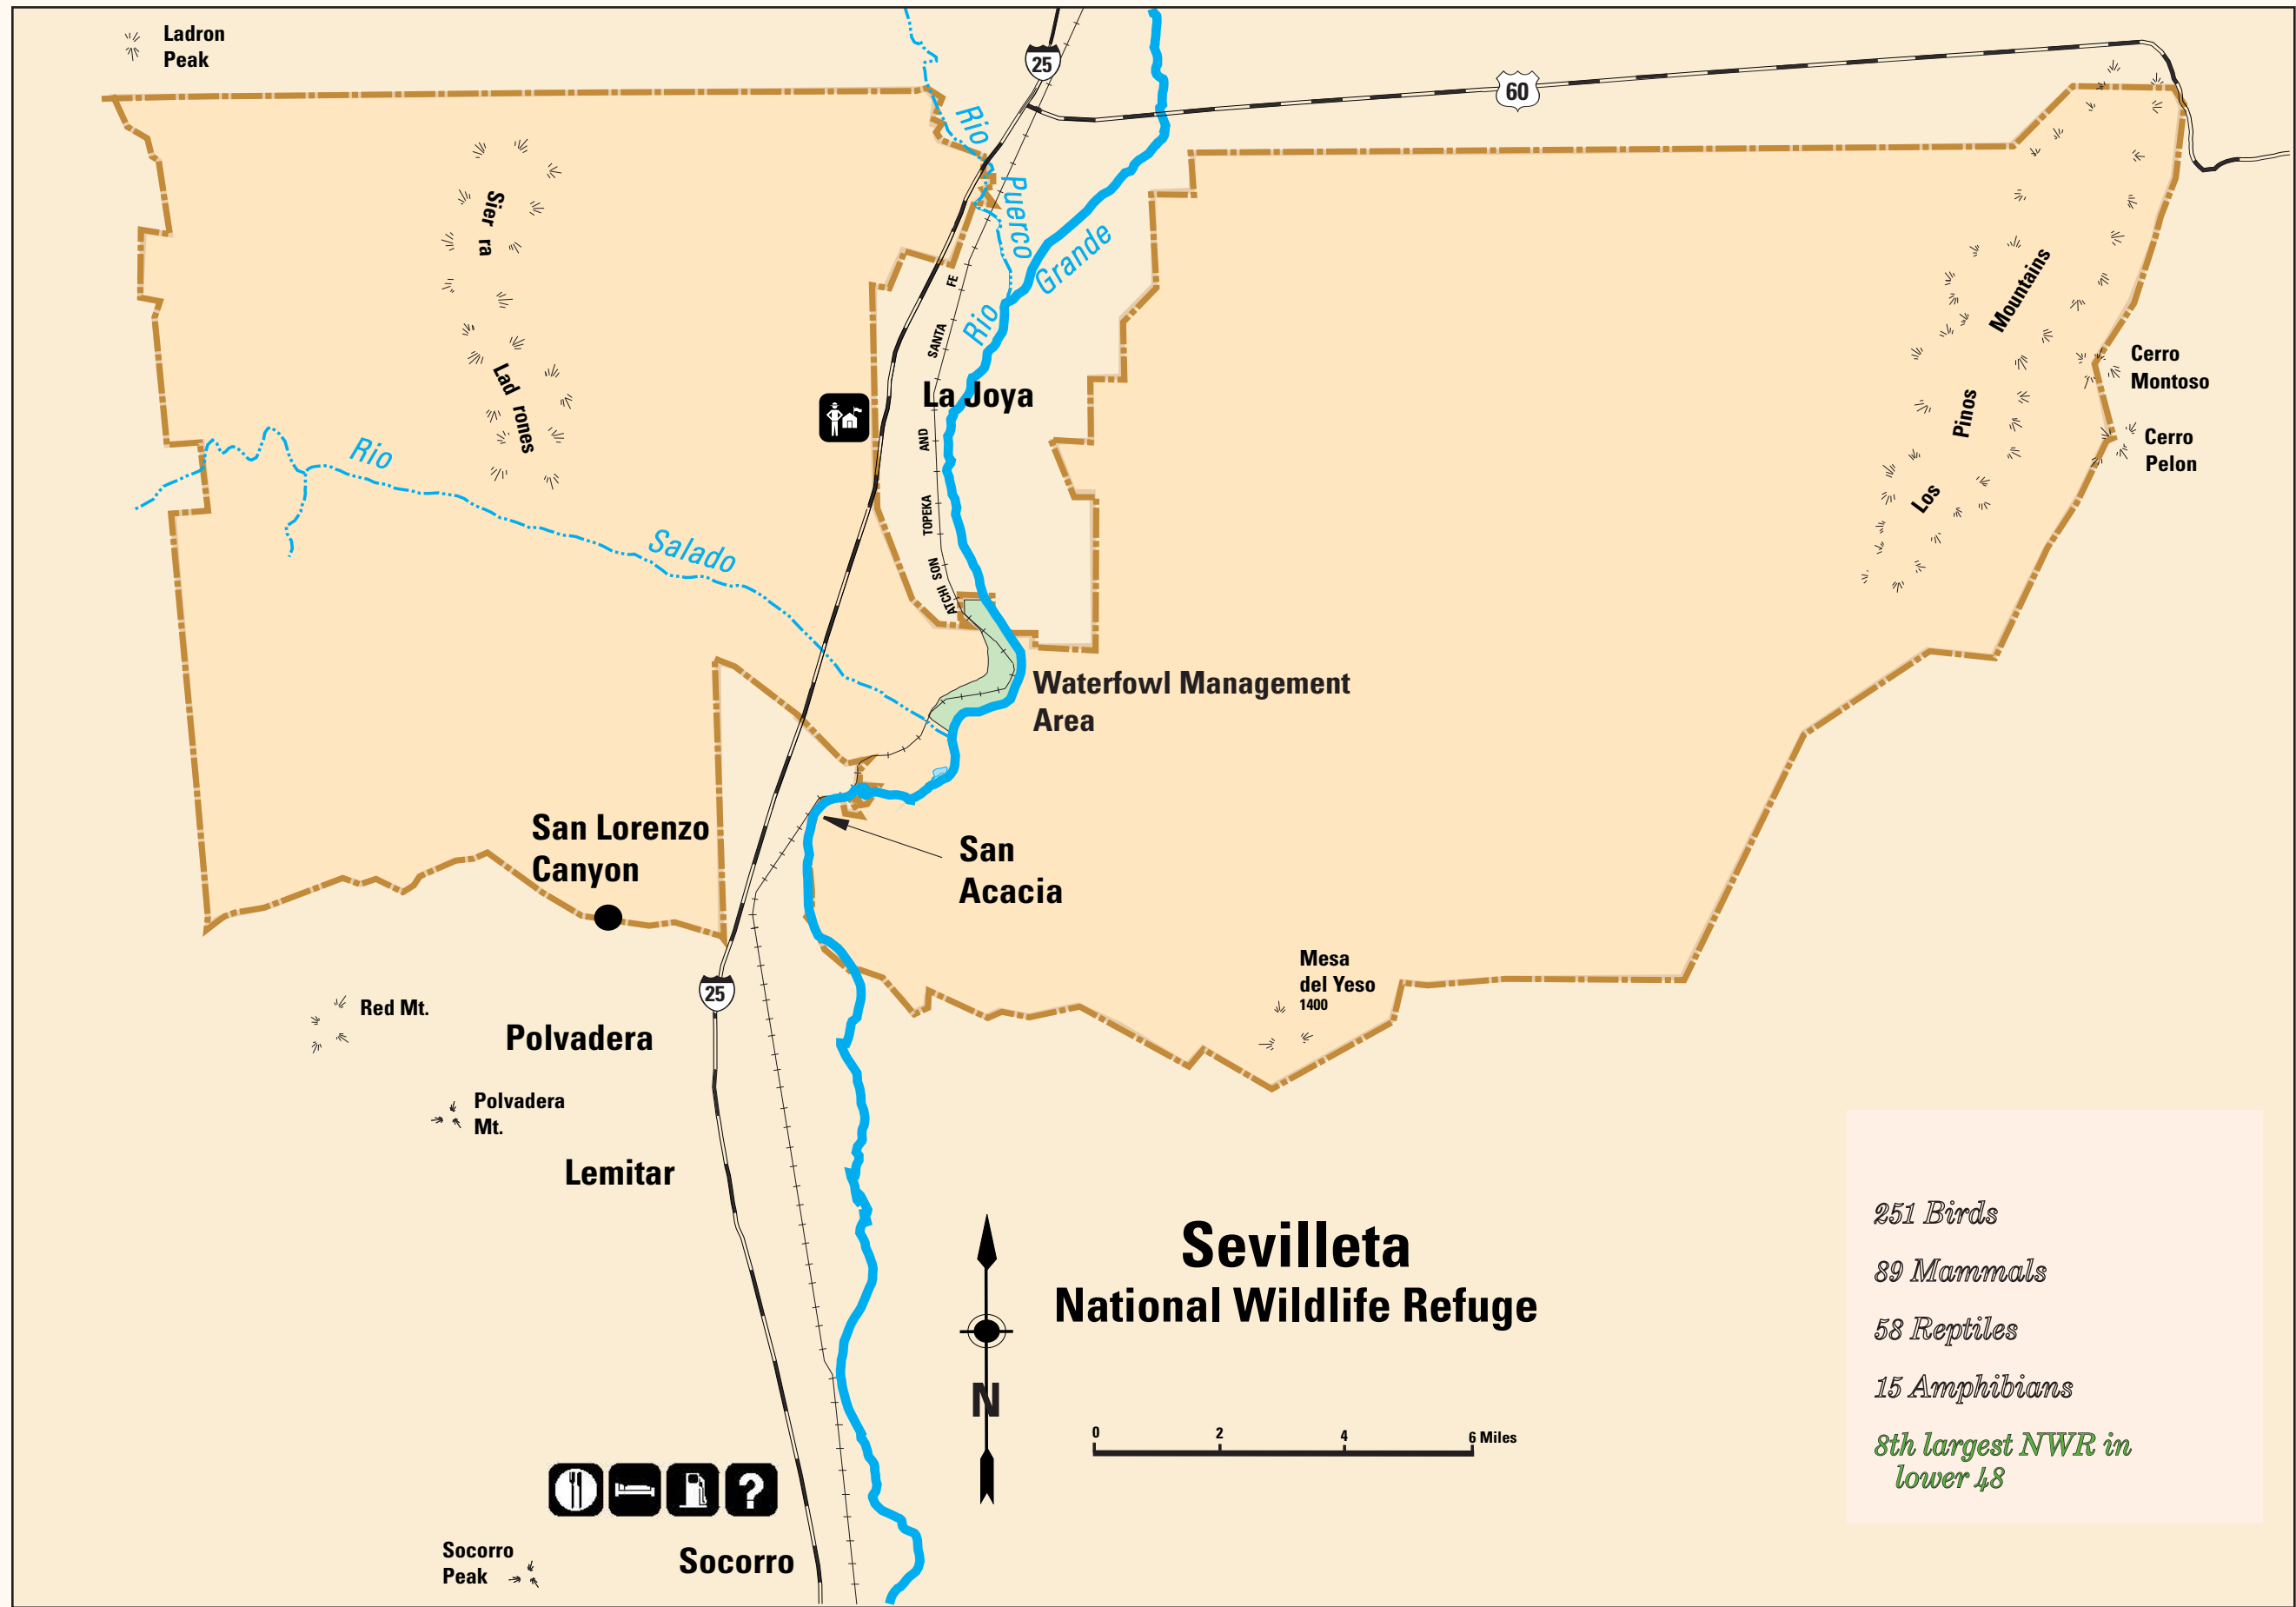 Ladron
Peak
25
60
Rio
Puerco
Grande
Rio
Sier ra
Lad rones
Mountains
Pinos
Los
Cerro
Montoso
Cerro
Pelon
FE
SANTA
AND
TOPEKA
ATCHI SON
La Joya
Rio
Salado
Waterfowl Management
Area
San Lorenzo
Canyon
San
Acacia
Mesa
del Yeso
1400
25
Red Mt.
Polvadera
Polvadera
Mt.
Lemitar
Sevilleta
National Wildlife Refuge
N
0 2 4 6 Miles
251 Birds
89 Mammals
58 Reptiles
15 Amphibians
8th largest NWR in
lower 48
?
Socorro
Peak
Socorro